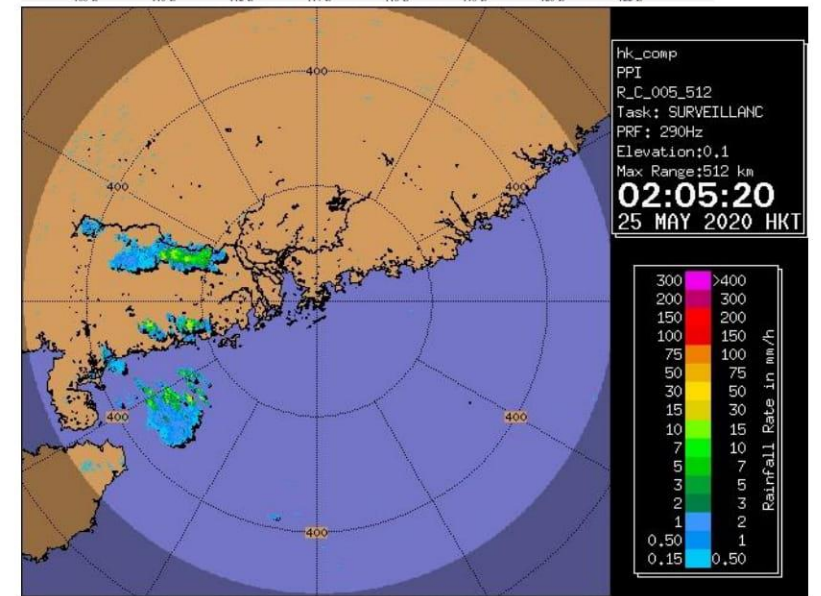 400
400
400
400
400
400
hk_comp
PPI
R_C_005_512
Task: SURVEILLANC
PRF: 290Hz
Elevation:0.1
Max Range:512 km
02:05:20
25 MAY 2020 HKT
300 >400
200 300
150 200
100 150
75 100
50 75
30 50
15 30
10 15
7 10
5 7
3 5
2 3
1 2
0.50 1
0.15 0.50
Rainfall Rate in mm/h